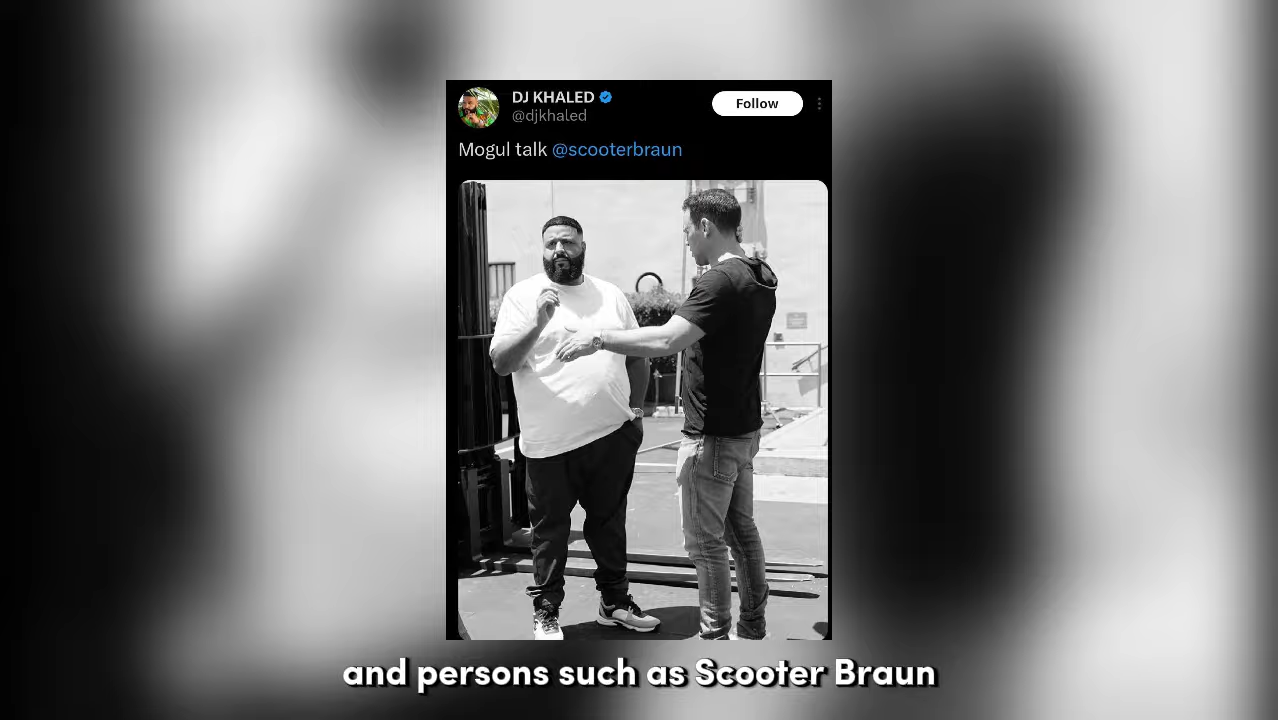 DJ KHALED
@djkhaled
Follow
Mogul talk @scooterbraun
and persons such as Scooter Braun